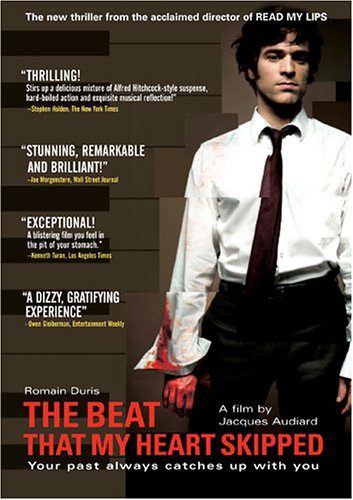 The new thriller from the acclaimed director of READ MY LIPS
“THRILLING!
Stirs up a delicious mixture of Alfred Hitchcock-style suspense,
hard-boiled action and exquisite musical reflection!”
–Stephen Holden, The New York Times
“STUNNING, REMARKABLE
AND BRILLIANT!”
–Joe Morgenstern, Wall Street Journal
“EXCEPTIONAL!
A blistering film you feel in
the pit of your stomach.”
–Kenneth Turan, Los Angeles Times
“A DIZZY, GRATIFYING
EXPERIENCE”
–Owen Gleiberman, Entertainment Weekly
Romain Duris
A film by
Jacques Audiard
THE BEAT
THAT MY HEART SKIPPED
Your past always catches up with you